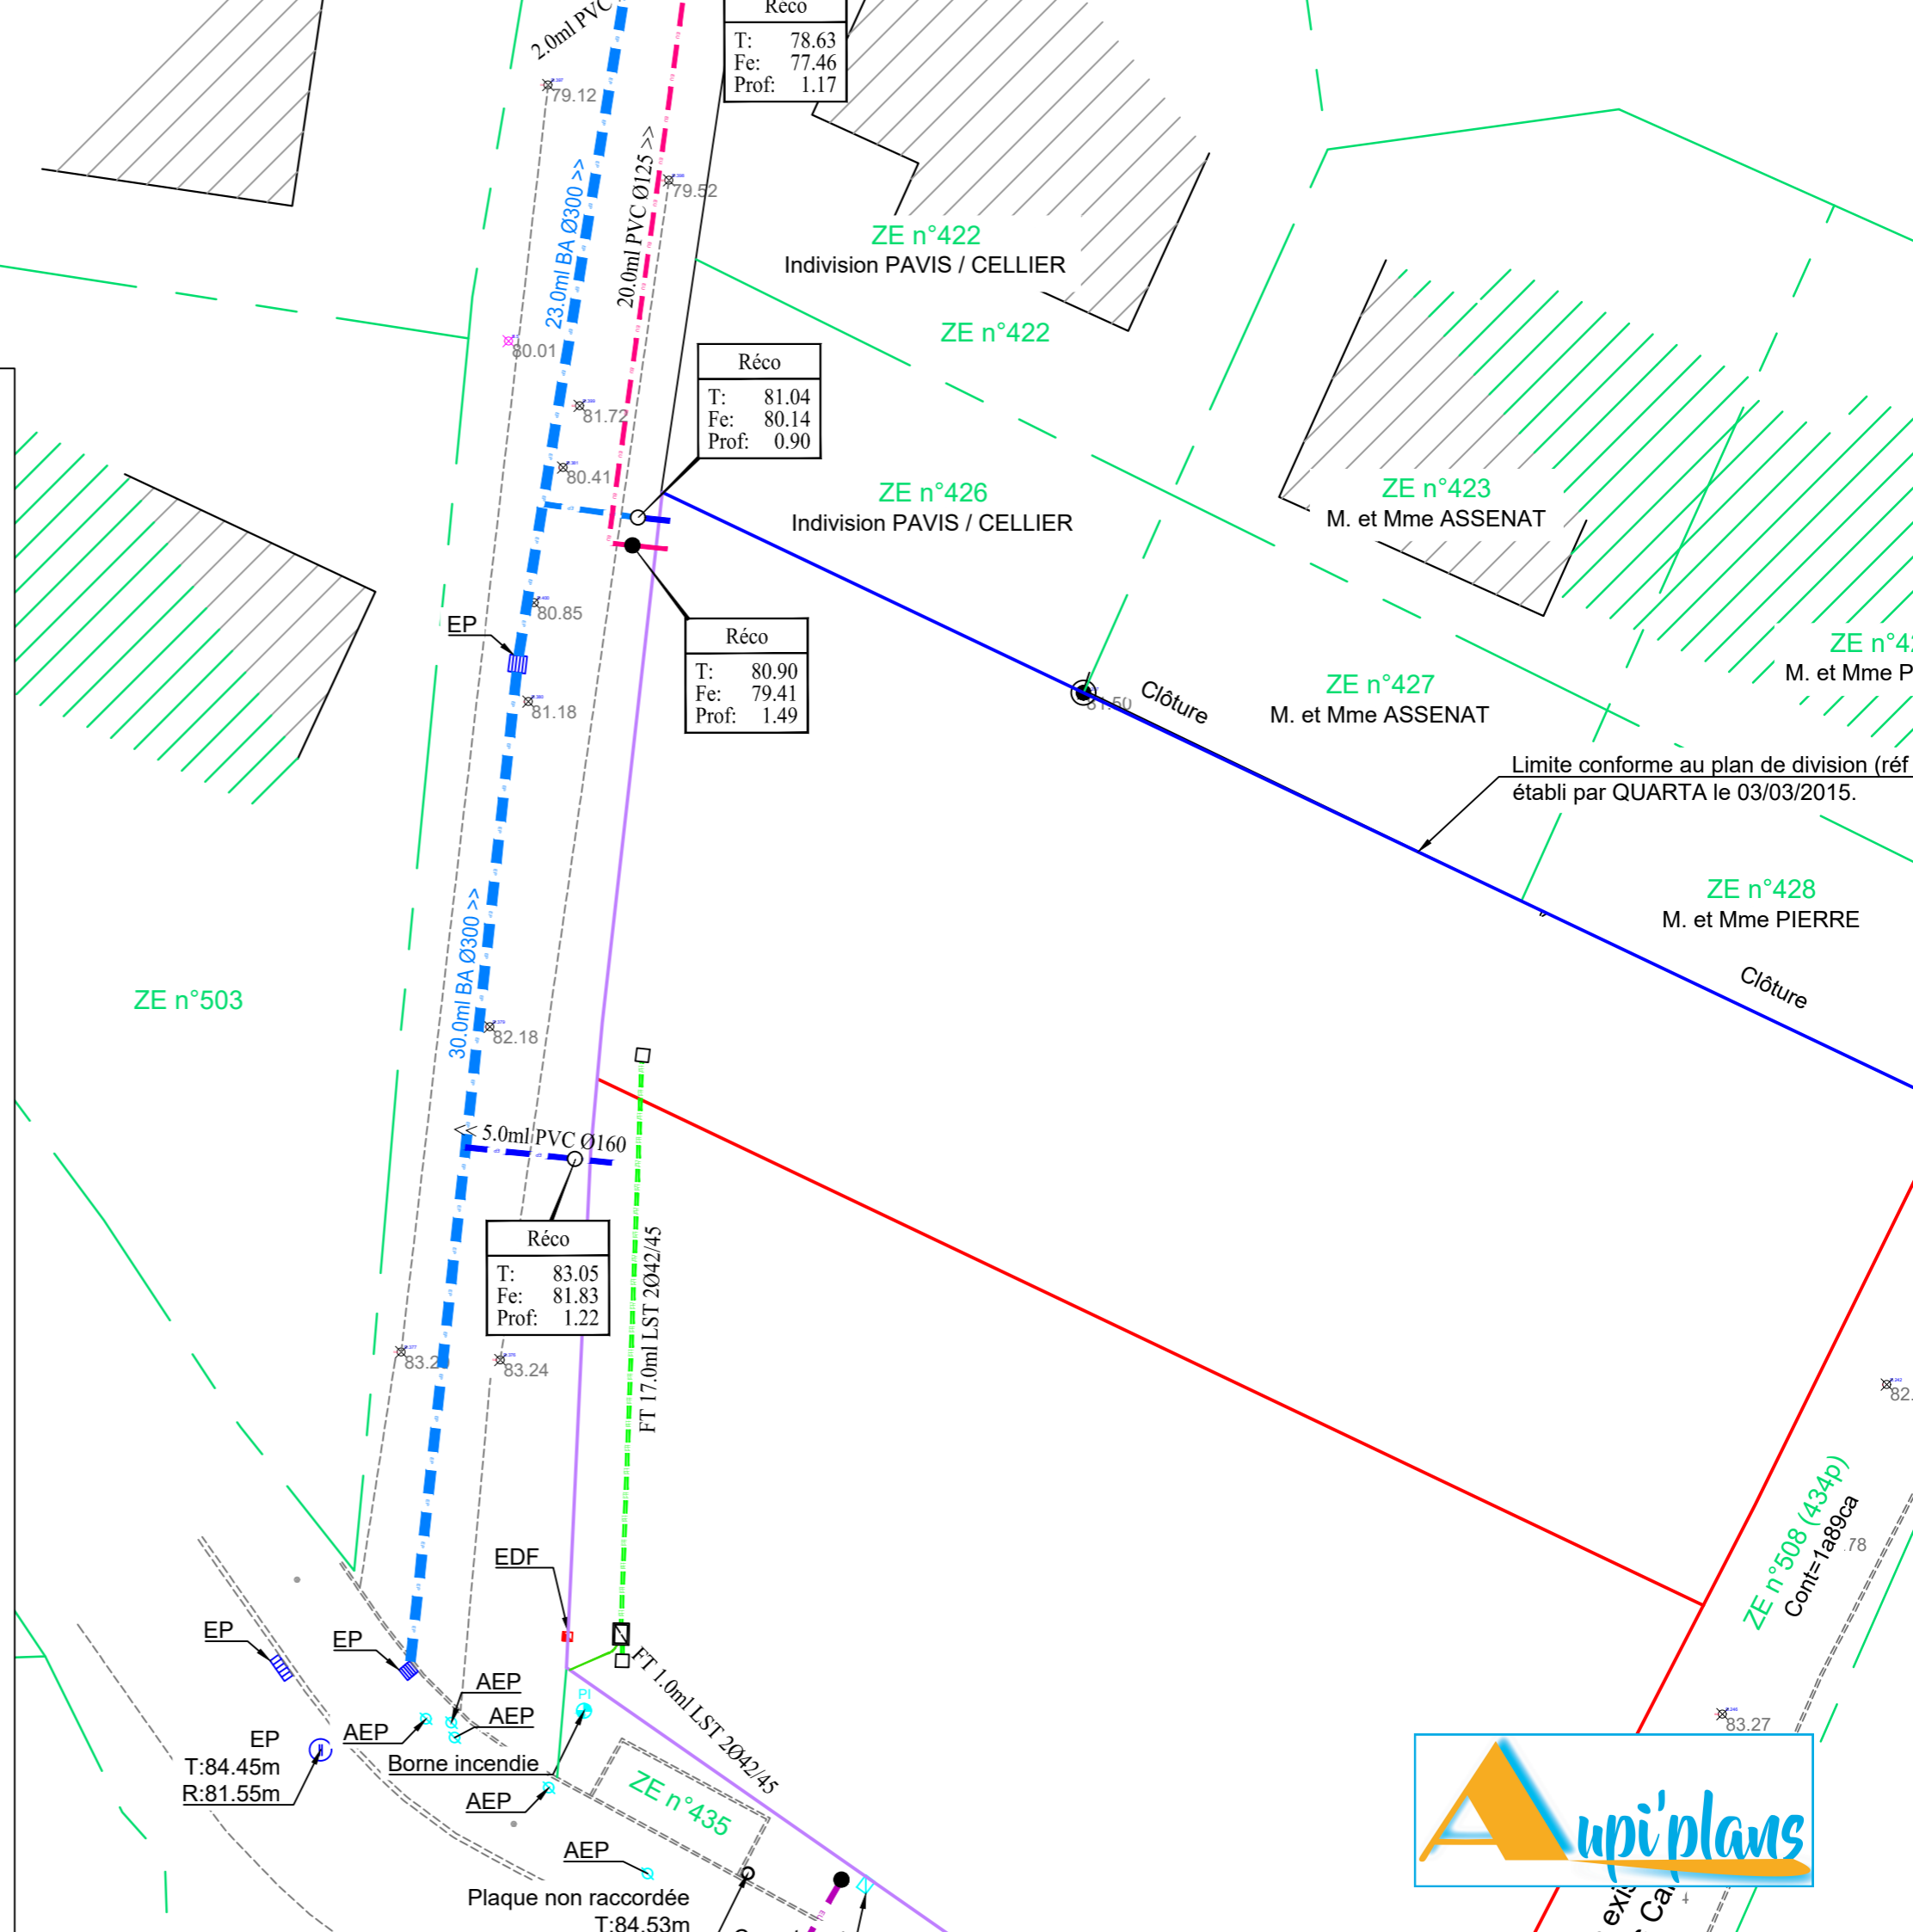 2.0ml PVC
Réco
T: 78.63
Fe: 77.46
Prof: 1.17
79.12
23.0ml BA Ø300 >>
20.0ml PVC Ø125 >>
79.52
ZE n°422
Indivision PAVIS / CELLIER
ZE n°422
80.01
Réco
T: 81.04
Fe: 80.14
Prof: 0.90
81.72
80.41
ZE n°426
Indivision PAVIS / CELLIER
ZE n°423
M. et Mme ASSENAT
80.85
EP
Réco
T: 80.90
Fe: 79.41
Prof: 1.49
81.18
81.50
Clôture
ZE n°427
M. et Mme ASSENAT
ZE n°42
M. et Mme P
Limite conforme au plan de division (réf
établi par QUARTA le 03/03/2015.
ZE n°428
M. et Mme PIERRE
Clôture
ZE n°503
30.0ml BA Ø300 >>
82.18
<< 5.0ml PVC Ø160
Réco
T: 83.05
Fe: 81.83
Prof: 1.22
FT 17.0ml LST 2Ø42/45
83.24
82.
ZE n°508 (434p)
Cont=1a89ca
.78
EDF
EP
EP
AEP
AEP
AEP
PI
FT 1.0ml LST 2Ø42/45
EP
T:84.45m
R:81.55m
Borne incendie
AEP
ZE n°435
83.27
AEP
Plaque non raccordée
T:84.53m
Aupi'plans